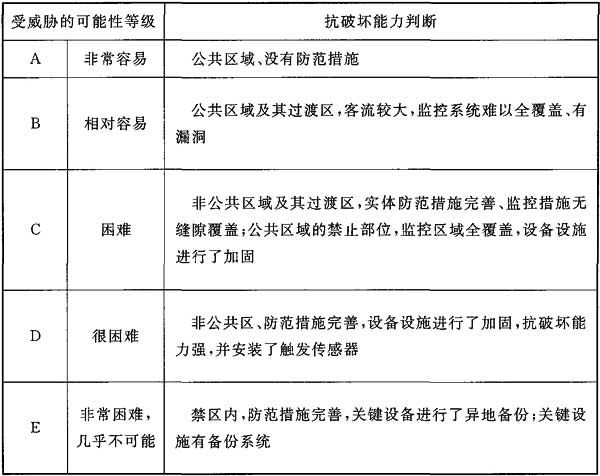 受威胁的可能性等级 抗破坏能力判断
A 非常容易 公共区域、没有防范措施
B 相对容易 公共区域及其过渡区,客流较大,监控系统难以全覆盖、有
漏洞
C 困难 非公共区域及其过渡区,实体防范措施完善、监控措施无
缝隙覆盖;公共区域的禁止部位,监控区域全覆盖,设备设施
进行了加固
D 很困难 非公共区、防范措施完善,设备设施进行了加固,抗破坏能
力强,并安装了触发传感器
E 非常困难,
几乎不可能 禁区内,防范措施完善,关键设备进行了异地备份;关键设
施有备份系统